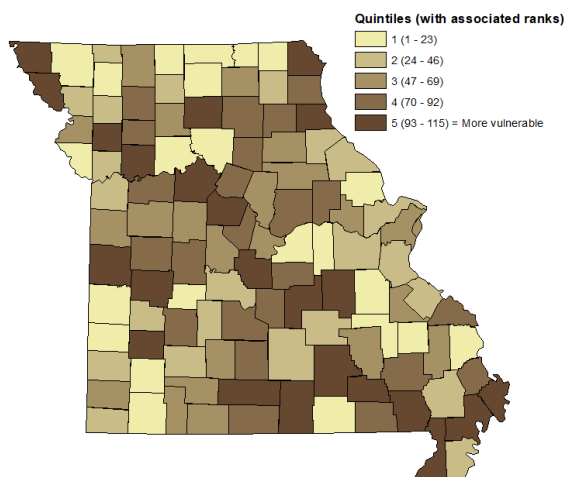 Quintiles (with associated ranks)
1 (1 - 23)
2 (24 - 46)
3 (47 - 69)
4 (70 - 92)
5 (93 - 115) = More vulnerable